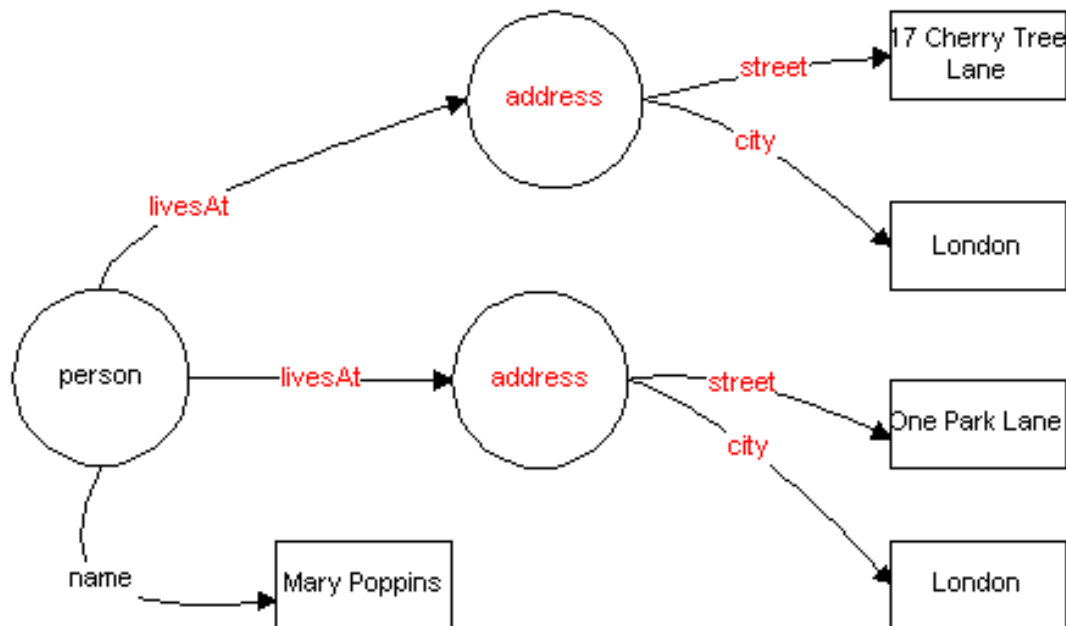 17 Cherry Tree
Lane
street
address
city
livesAt
London
person
livesAt
address
street
One Park Lane
city
name
Mary Poppins
London